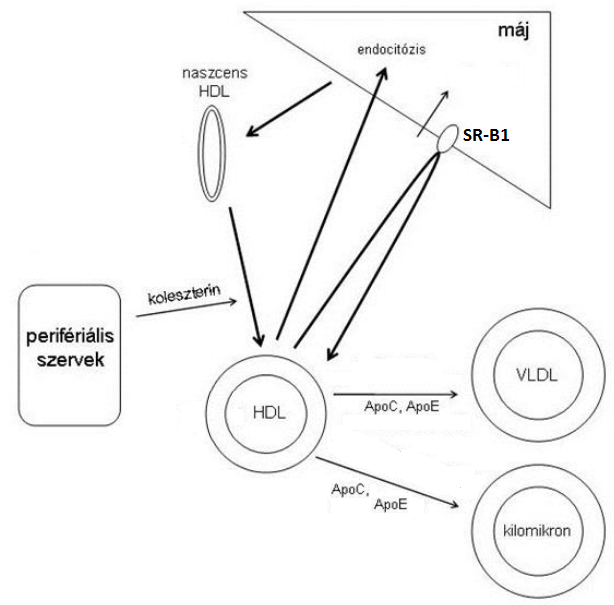 máj
endocitózis
naszcens
HDL
SR-B1
koleszterin
perifériális
szervek
HDL
ApoC, ApoE
VLDL
ApoC,
ApoE
kilomikron